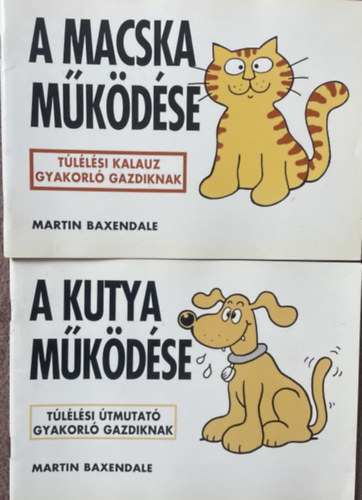 A MACSKA
MŰKÖDÉSE
TÚLÉLÉSI KALAUZ
GYAKORLÓ GAZDIKNAK
MARTIN BAXENDALE
A KUTYA
MŰKÖDÉSE
TÚLÉLÉSI ÚTMUTATÓ
GYAKORLÓ GAZDIKNAK
MARTIN BAXENDALE